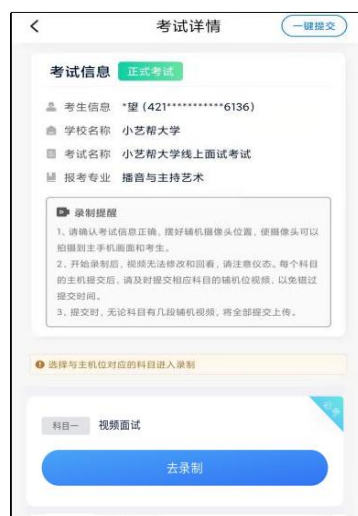 考试详情
一键提交
考试信息 正式考试
考生信息 *望 (421***********6136)
学校名称 小艺帮大学
考试名称 小艺帮大学线上面试考试
报考专业 播音与主持艺术
录制提醒
1、请确认考试信息正确，摆好辅机摄像头位置，使摄像头可以
拍摄到主手机画面和考生。
2、开始录制后，视频无法修改和回看，请注意仪态。每个科目
的主机提交后，请及时提交相应科目的辅机位视频，以免错过
提交时间。
3、提交时，无论科目有几段辅机视频，将全部提交上传。
选择与主机位对应的科目进入录制
必考
科目一 视频面试
去录制